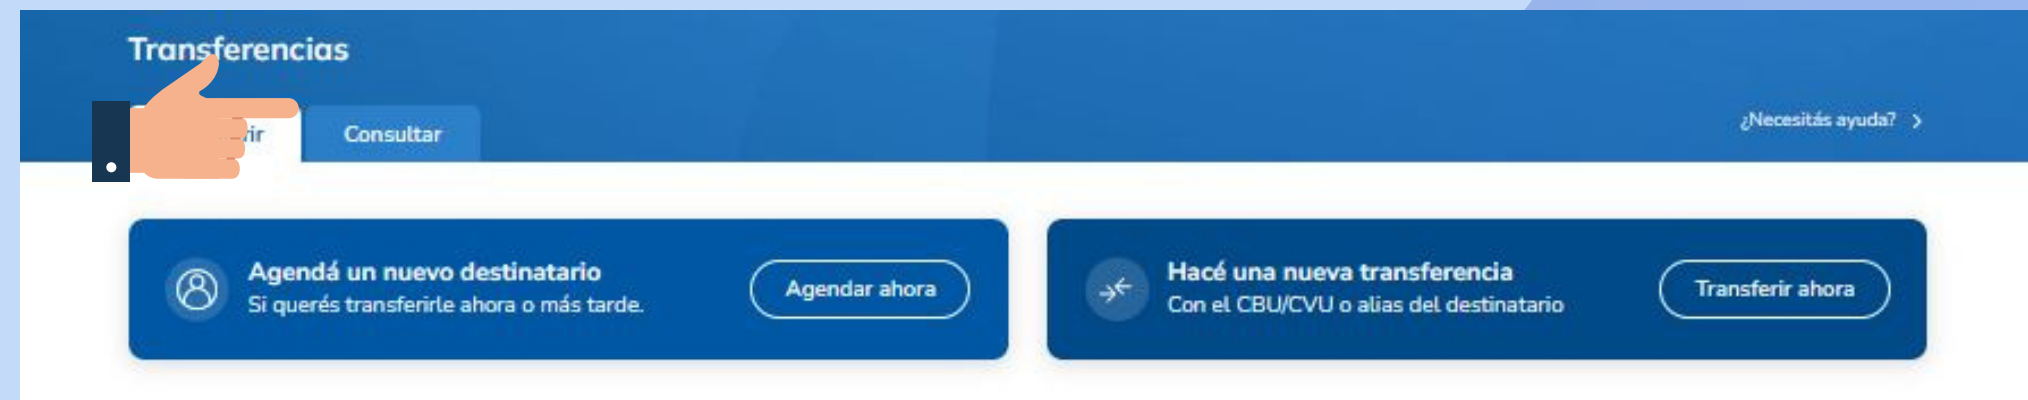 Transferencias
Consultar
¿Necesitás ayuda? >
Agendá un nuevo destinatario
Si querés transferirle ahora o más tarde.
Agendar ahora
Hacé una nueva transferencia
Con el CBU/CVU o alias del destinatario
Transferir ahora